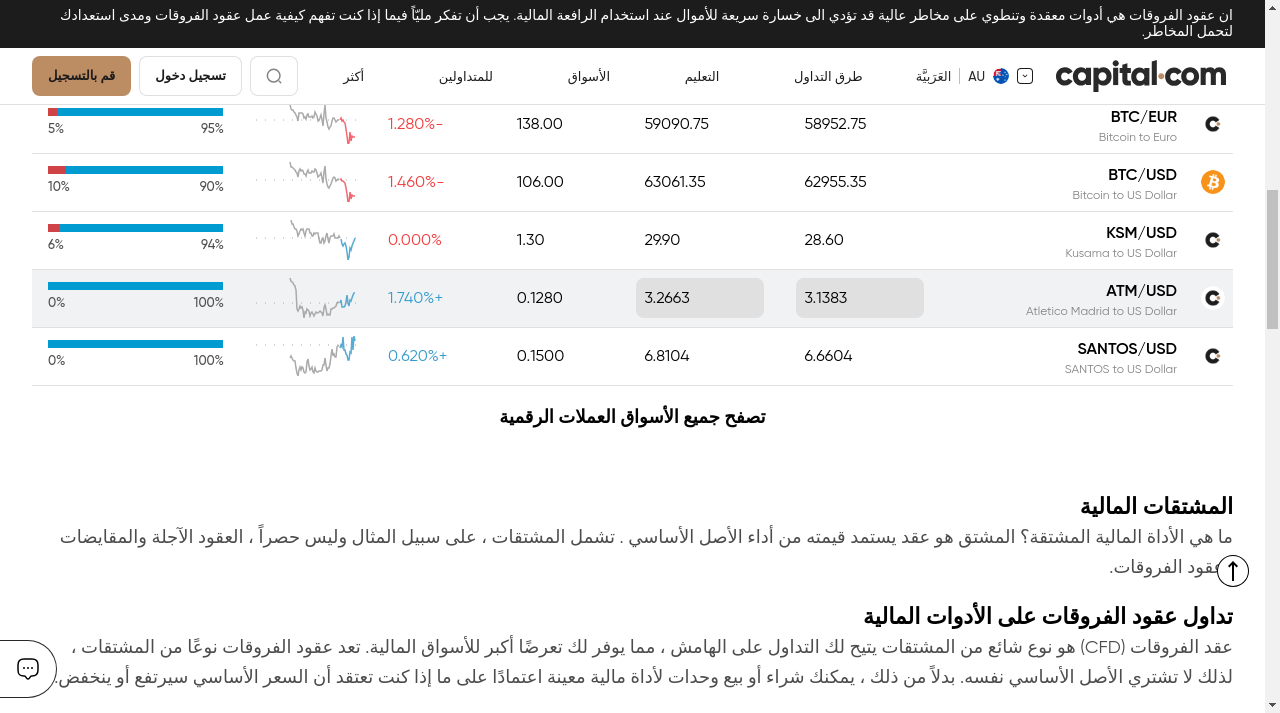 ان عقود الفروقات هي أدوات معقدة وتنطوي على مخاطر عالية قد تؤدي الى خسارة سريعة للأموال عند استخدام الرافعة المالية. يجب أن تفكر مليّاً فيما إذا كنت تفهم كيفية عمل عقود الفروقات ومدى استعدادك
لتحمل المخاطر.
capital.com AU العَرَبيَّة طرق التداول التعليم الأسواق للمتداولين أكثر تسجيل دخول قم بالتسجيل
BTC/EUR 58952.75 59090.75 138.00 1.280%-
Bitcoin to Euro 95% 5%
BTC/USD 62955.35 63061.35 106.00 1.460%-
Bitcoin to US Dollar 90% 10%
KSM/USD 28.60 29.90 1.30 0.000%
Kusama to US Dollar 94% 6%
ATM/USD 3.1383 3.2663 0.1280 1.740%+
Atletico Madrid to US Dollar 100% 0%
SANTOS/USD 6.6604 6.8104 0.1500 0.620%+
SANTOS to US Dollar 100% 0%
تصفح جميع الأسواق العملات الرقمية
المشتقات المالية
ما هي الأداة المالية المشتقة؟ المشتق هو عقد يستمد قيمته من أداء الأصل الأساسي . تشمل المشتقات ، على سبيل المثال وليس حصراً ، العقود الآجلة والمقايضات
عقود الفروقات.
تداول عقود الفروقات على الأدوات المالية
عقد الفروقات (CFD) هو نوع شائع من المشتقات يتيح لك التداول على الهامش ، مما يوفر لك تعرضًا أكبر للأسواق المالية. تعد عقود الفروقات نوعًا من المشتقات ،
لذلك لا تشتري الأصل الأساسي نفسه. بدلاً من ذلك ، يمكنك شراء أو بيع وحدات لأداة مالية معينة اعتمادًا على ما إذا كنت تعتقد أن السعر الأساسي سيرتفع أو ينخفض.